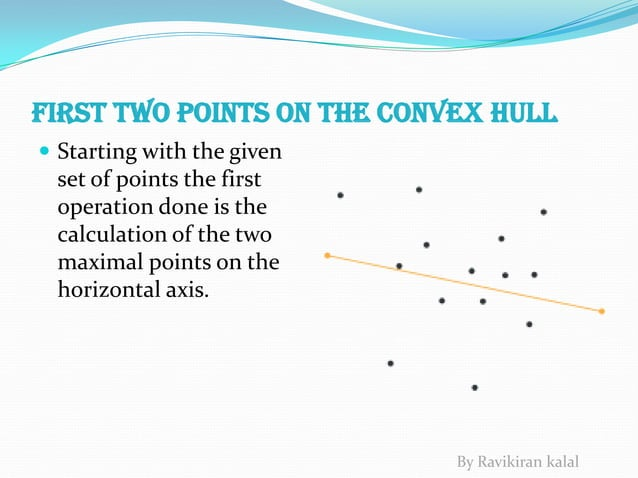 First two points on the convex hull
Starting with the given
set of points the first
operation done is the
calculation of the two
maximal points on the
horizontal axis.
By Ravikiran kalal